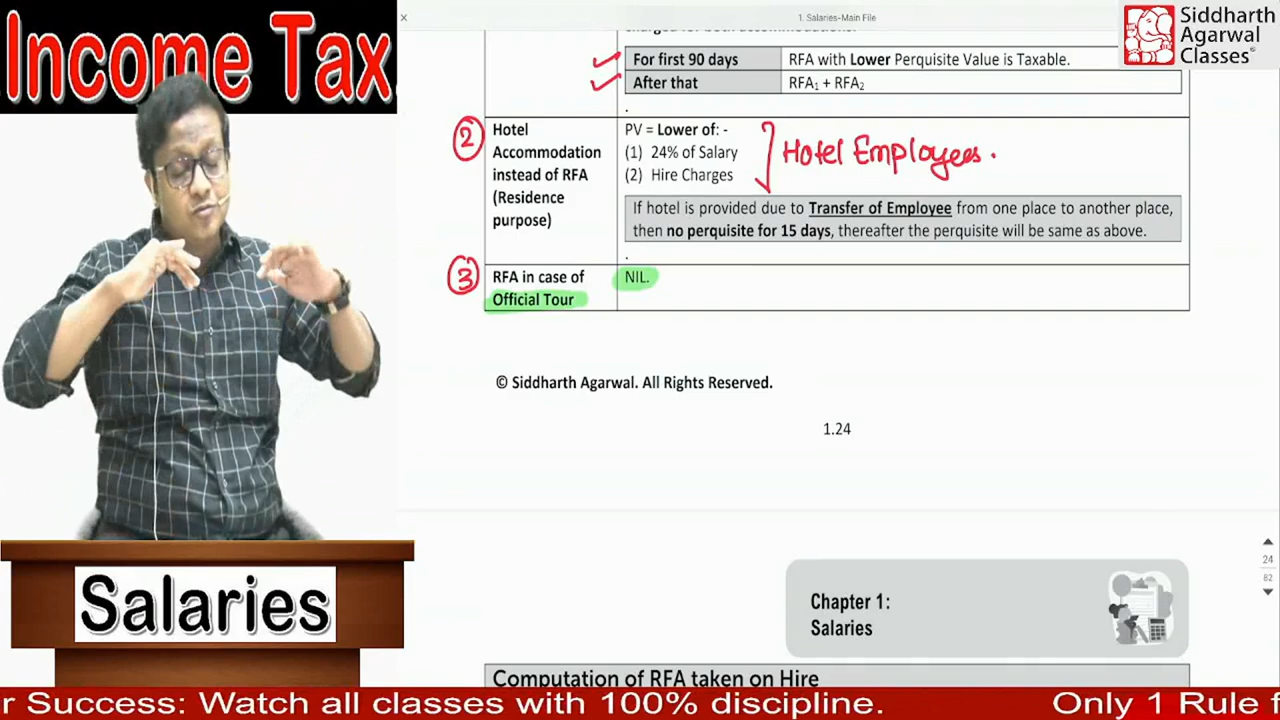 Income Tax
1. Salaries-Main File
Siddharth
Agarwal
Classes
For first 90 days RFA with Lower Perquisite Value is Taxable.
After that RFA₁ + RFA₂
.
2 Hotel
Accommodation
instead of RFA
(Residence
purpose)
PV = Lower of: -
(1) 24% of Salary
(2) Hire Charges
Hotel Employees.
If hotel is provided due to Transfer of Employee from one place to another place,
then no perquisite for 15 days, thereafter the perquisite will be same as above.
.
3 RFA in case of
Official Tour
NIL.
© Siddharth Agarwal. All Rights Reserved.
1.24
24
82
Chapter 1:
Salaries
Computation of RFA taken on Hire
Salaries
r Success: Watch all classes with 100% discipline.
Only 1 Rule f